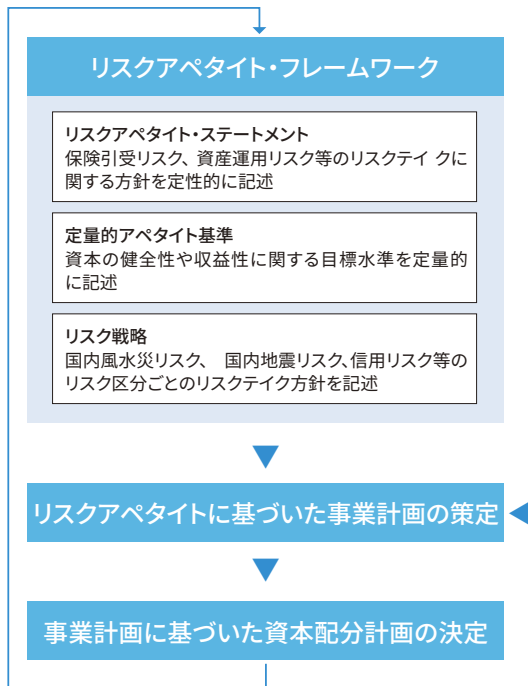 リスクアペタイト・フレームワーク
リスクアペタイト・ステートメント
保険引受リスク、資産運用リスク等のリスクテイ クに
関する方針を定性的に記述
定量的アペタイト基準
資本の健全性や収益性に関する目標水準を定量的
に記述
リスク戦略
国内風水災リスク、 国内地震リスク、信用リスク等の
リスク区分ごとのリスクテイク方針を記述
リスクアペタイトに基づいた事業計画の策定
事業計画に基づいた資本配分計画の決定